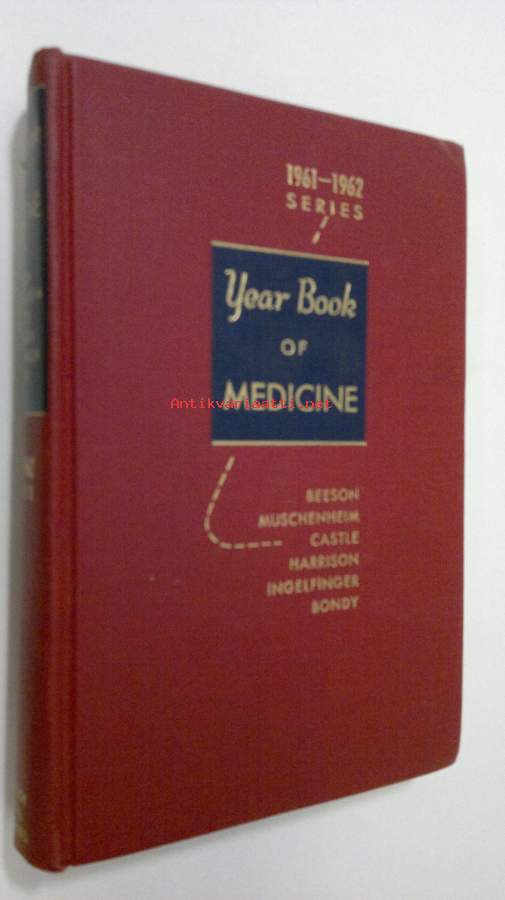 1961–1962
SERIES
Year Book
OF
MEDICINE
Antikvariaatti.net
BEESON
MUSCHENHEIM
CASTLE
HARRISON
INGELFINGER
BONDY